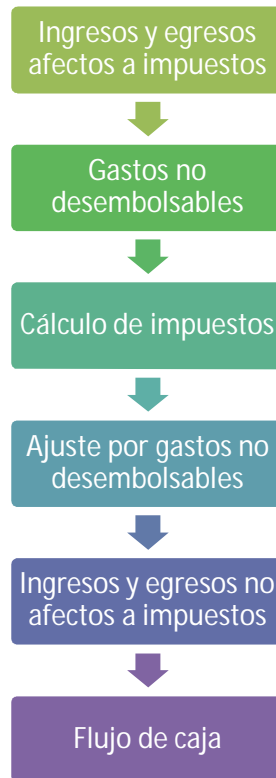 Ingresos y egresos
afectos a impuestos
Gastos no
desembolsables
Cálculo de impuestos
Ajuste por gastos no
desembolsables
Ingresos y egresos no
afectos a impuestos
Flujo de caja